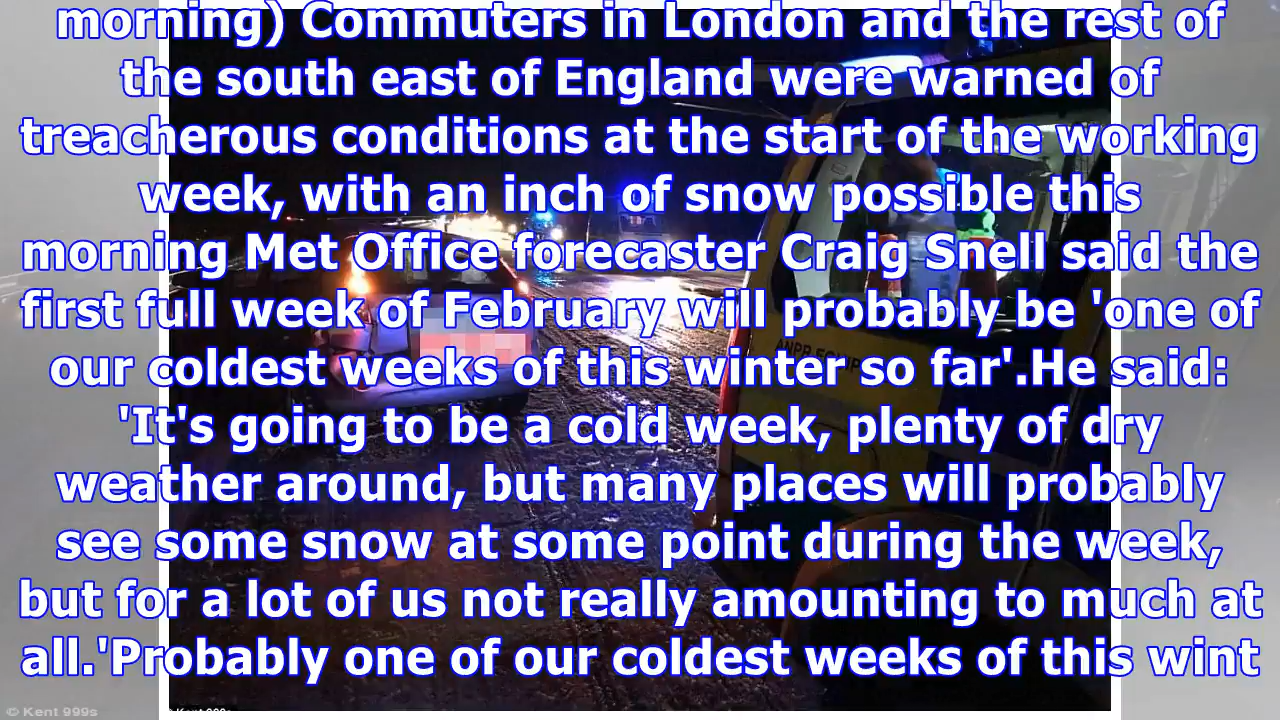 morning) Commuters in London and the rest of
the south east of England were warned of
treacherous conditions at the start of the working
week, with an inch of snow possible this
morning Met Office forecaster Craig Snell said the
first full week of February will probably be 'one of
our coldest weeks of this winter so far'.He said:
'It's going to be a cold week, plenty of dry
weather around, but many places will probably
see some snow at some point during the week,
but for a lot of us not really amounting to much at
all.'Probably one of our coldest weeks of this wint
ANPR EQUIP
© Kent 999s